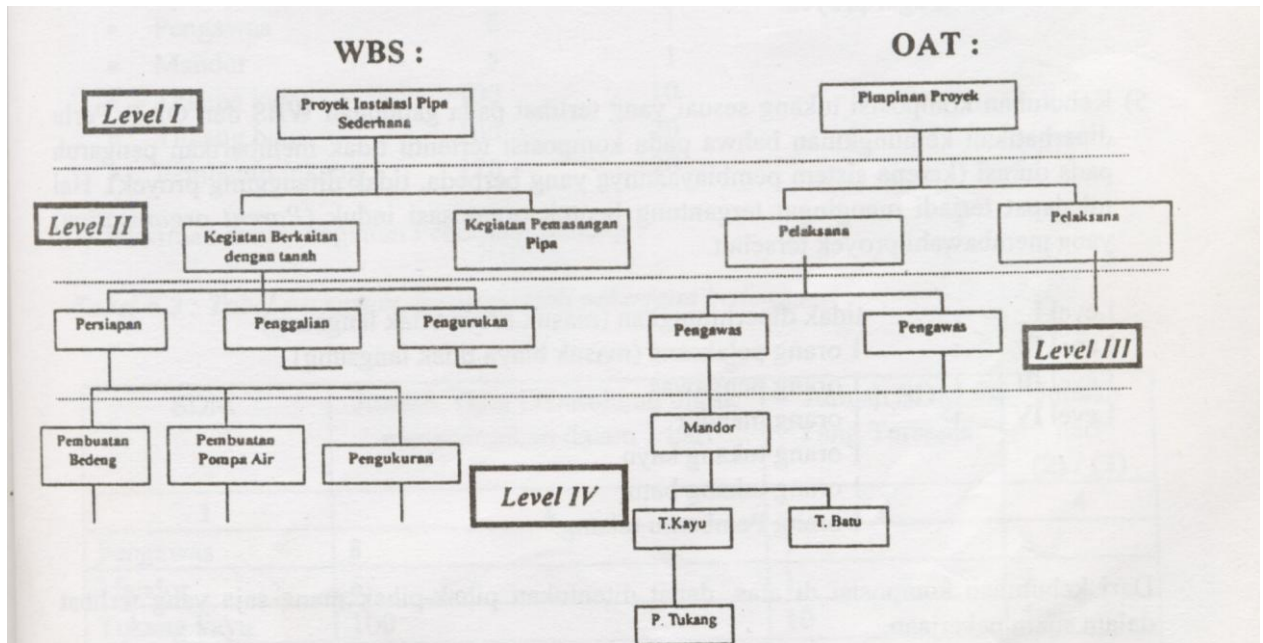 WBS :
OAT :
Level I
Proyek Instalasi Pipa
Sederhana
Pimpinan Proyek
Level II
Kegiatan Berkaitan
dengan tanah
Kegiatan Pemasangan
Pipa
Pelaksana
Pelaksana
Persiapan
Penggalian
Pengurukan
Pengawas
Pengawas
Level III
Pembuatan
Bedeng
Pembuatan
Pompa Air
Pengukuran
Mandor
Level IV
T.Kayu
T. Batu
P. Tukang